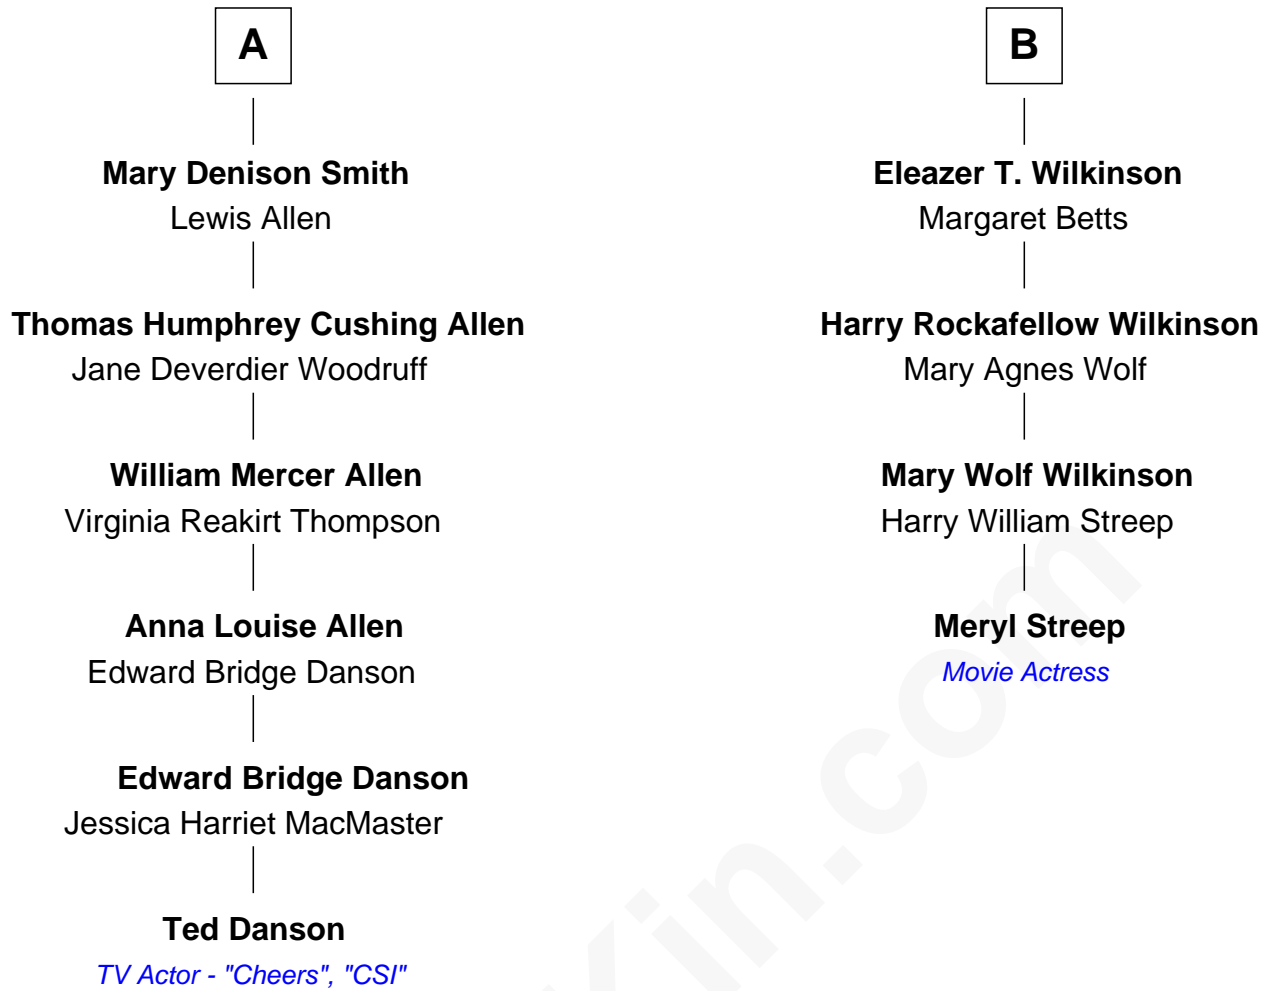 A
Mary Denison Smith
Lewis Allen
Thomas Humphrey Cushing Allen
Jane Deverdier Woodruff
William Mercer Allen
Virginia Reakirt Thompson
Anna Louise Allen
Edward Bridge Danson
Edward Bridge Danson
Jessica Harriet MacMaster
Ted Danson
TV Actor - "Cheers", "CSI"
B
Eleazer T. Wilkinson
Margaret Betts
Harry Rockafellow Wilkinson
Mary Agnes Wolf
Mary Wolf Wilkinson
Harry William Streep
Meryl Streep
Movie Actress